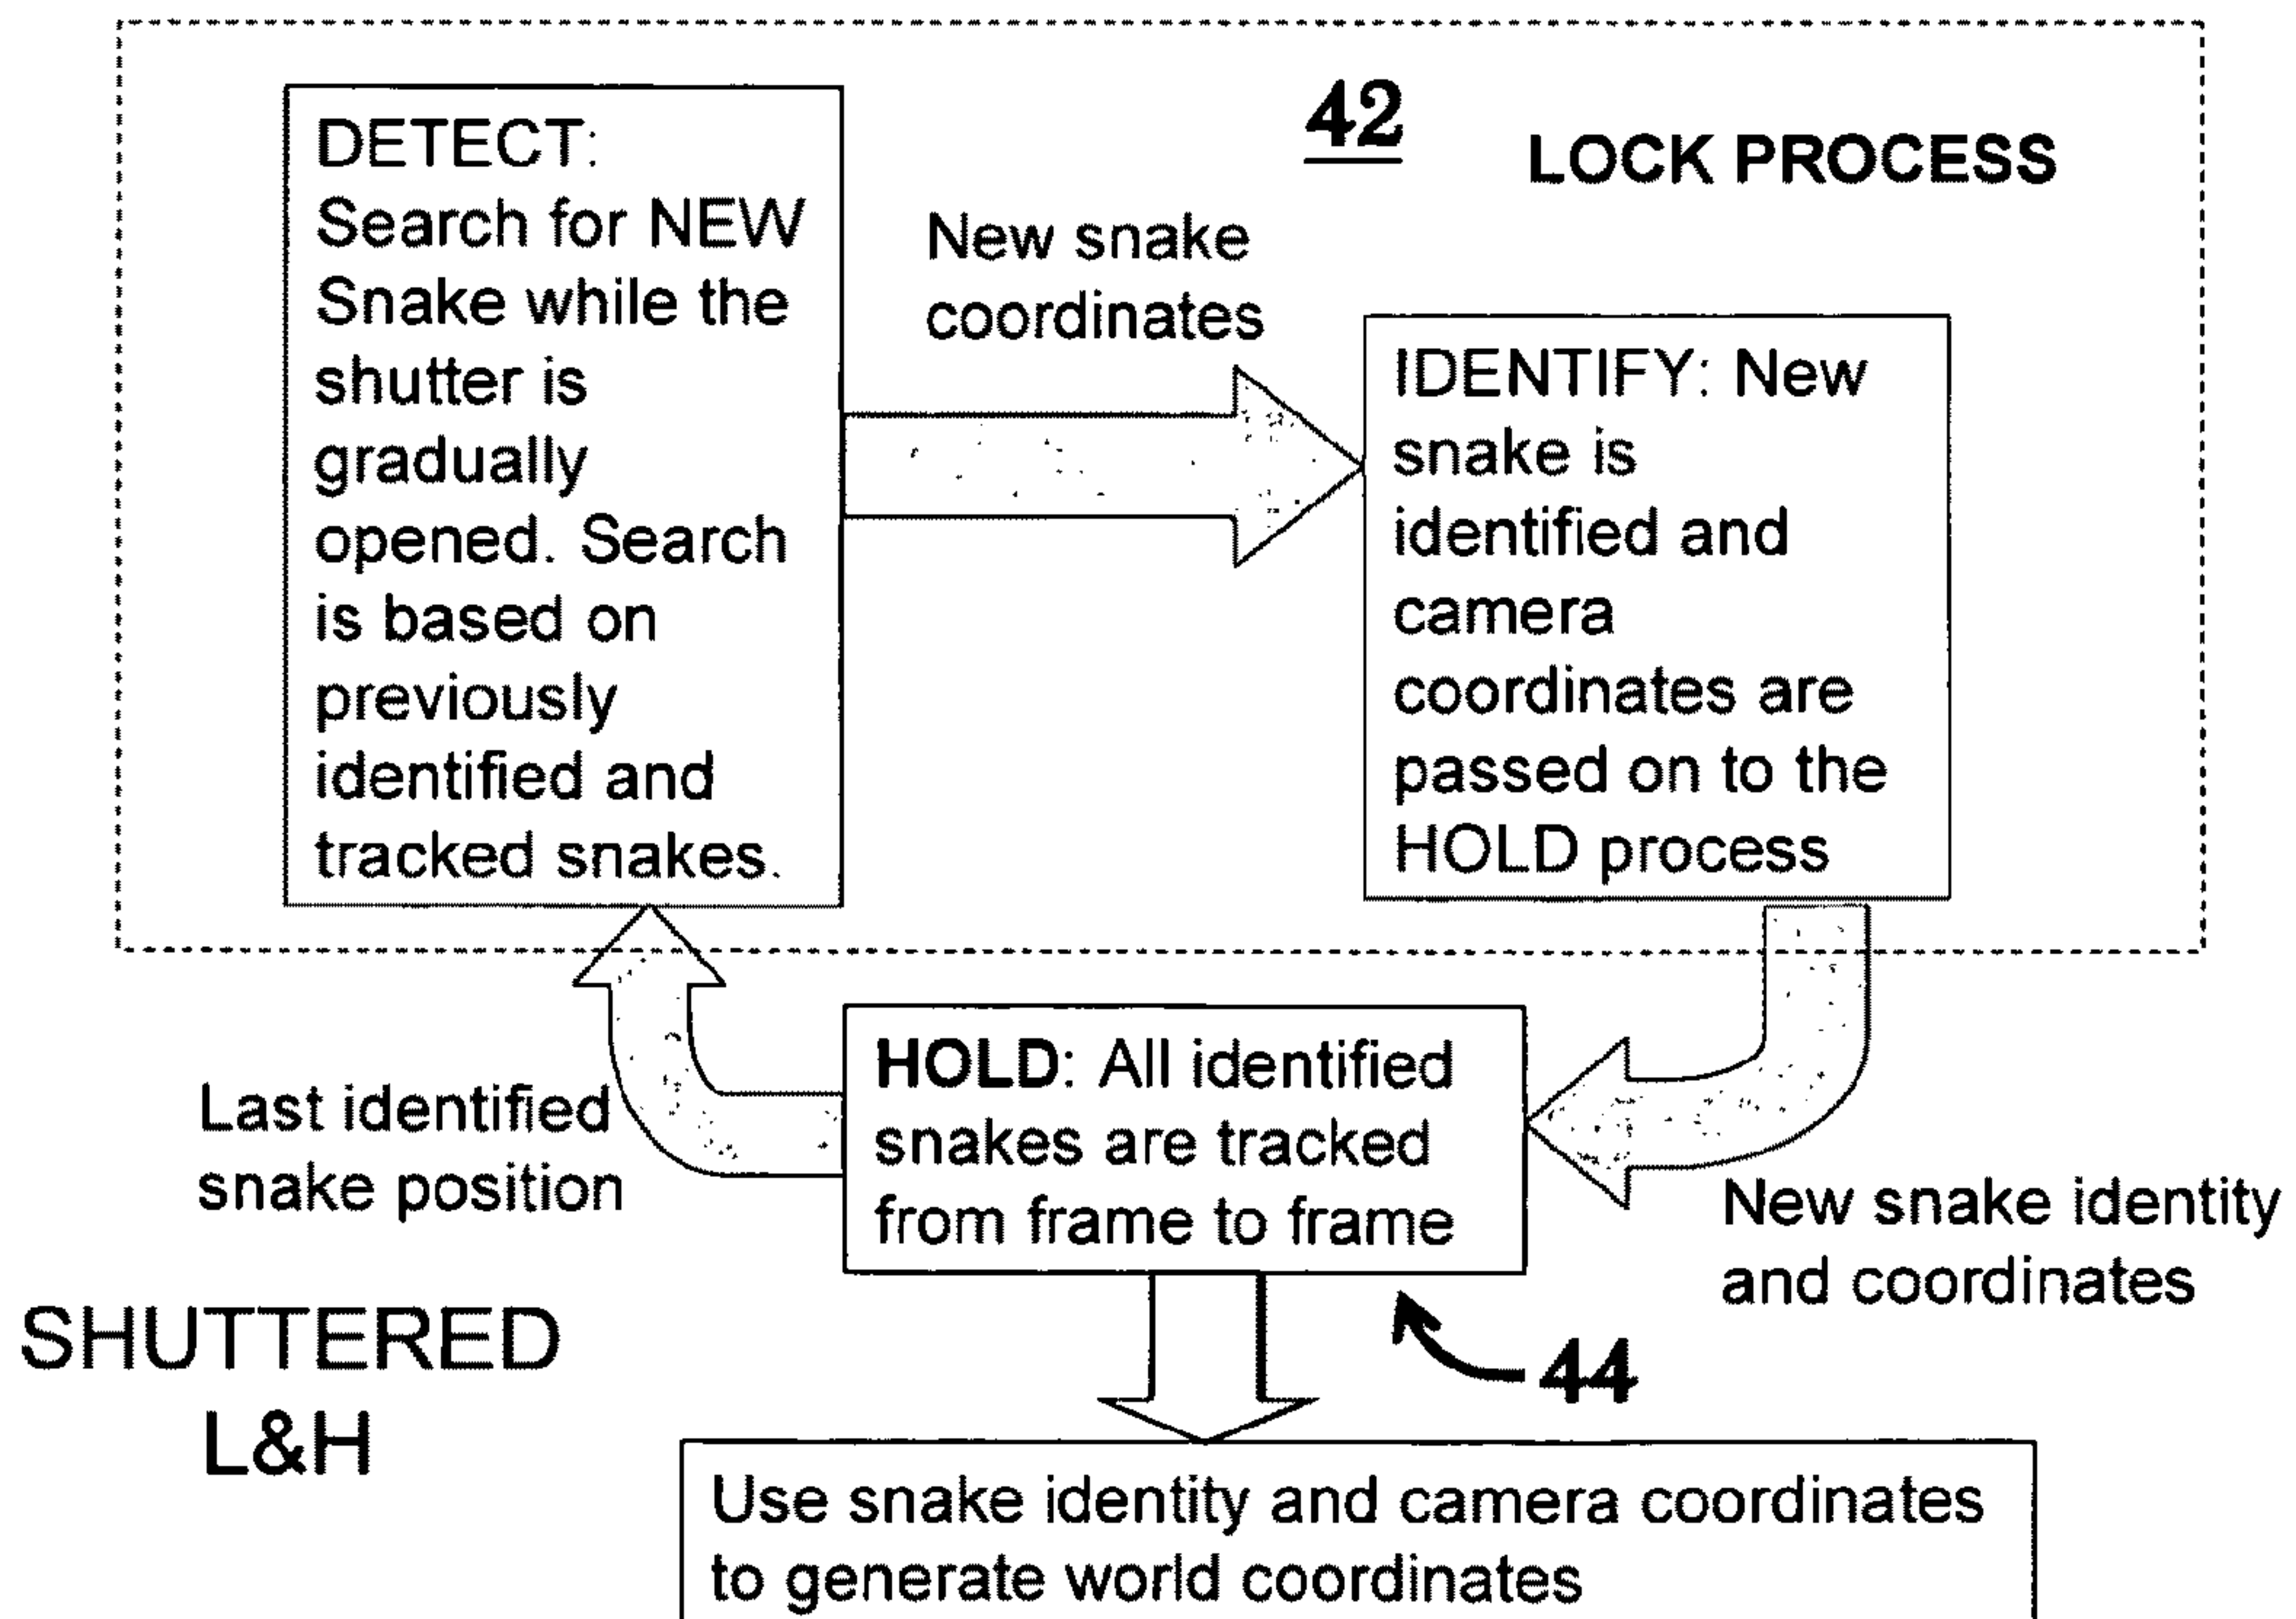 42
LOCK PROCESS
DETECT:
Search for NEW
Snake while the
shutter is
gradually
opened. Search
is based on
previously
identified and
tracked snakes.
New snake
coordinates
IDENTIFY: New
snake is
identified and
camera
coordinates are
passed on to the
HOLD process
Last identified
snake position
HOLD: All identified
snakes are tracked
from frame to frame
New snake identity
and coordinates
44
SHUTTERED
L&H
Use snake identity and camera coordinates
to generate world coordinates